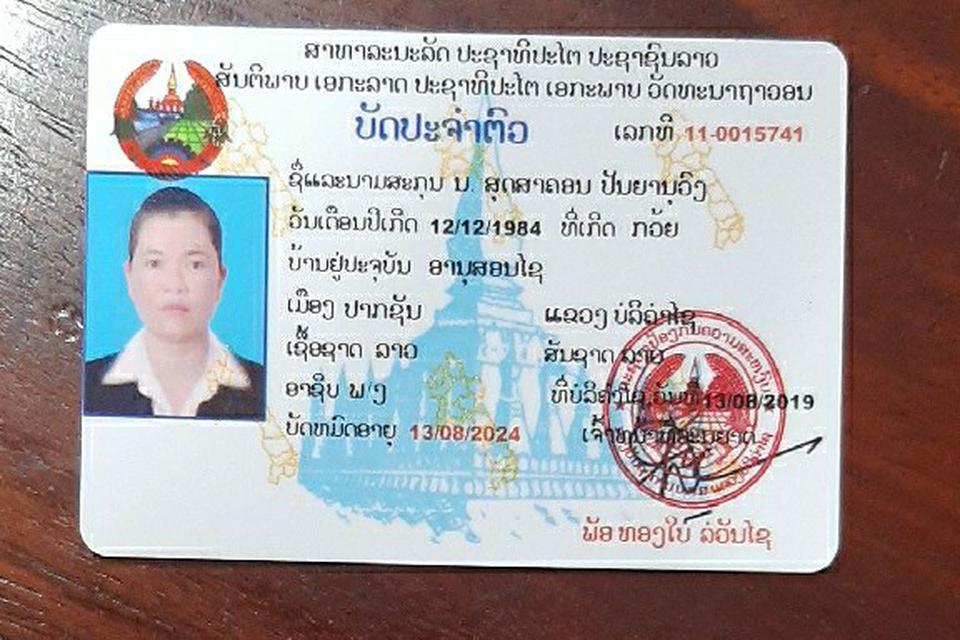 ສາທາລະນະລັດ ປະຊາທິປະໄຕ ປະຊາຊົນລາວ
ສັນຕິພາບ ເອກະລາດ ປະຊາທິປະໄຕ ເອກະພາບ ວັດທະນາຖາວອນ
ບັດປະຈຳຕົວ ເລກທີ 11-0015741
ຊື່ແລະນາມສະກຸນ ນ. ສຸດສາຄອນ ປັນຍານຸວົງ
ວັນເດືອນປີເກີດ 12/12/1984 ທີ່ເກີດ ກວ້ຍ
ບ້ານຢູ່ປະຈຸບັນ ອານຸສອນໄຊ
ເມືອງ ປາກຊັນ ແຂວງ ບໍລິຄຳໄຊ
ເຊື້ອຊາດ ລາວ ສັນຊາດ ລາວ
ອາຊີບ ພ/ງ ທີ່ບໍລິຄຳໄຊ,ວັນທີ 13/08/2019
ບັດຫມົດອາຍຸ 13/08/2024
ພັອ ທອງໃບ ລໍວັນໄຊ